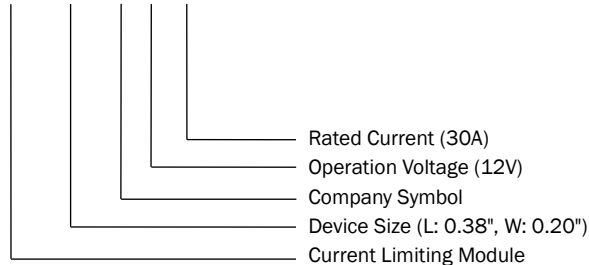 Rated Current (30A)
Operation Voltage (12V)
Company Symbol
Device Size (L: 0.38", W: 0.20")
Current Limiting Module